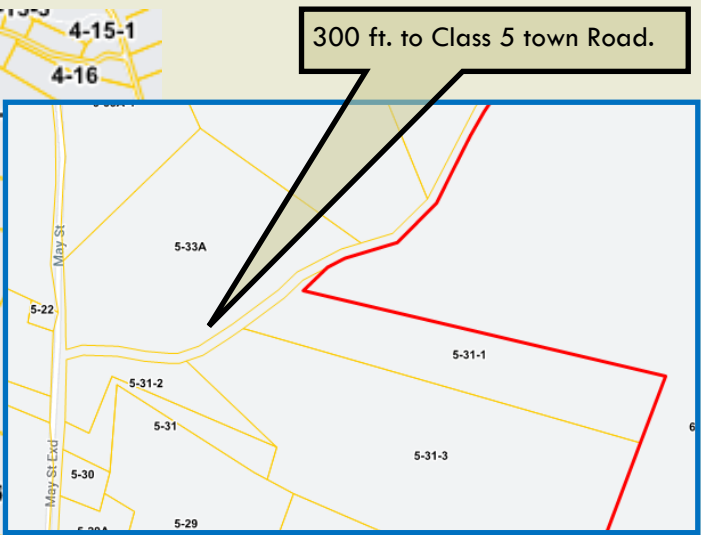 4-15-1
300 ft. to Class 5 town Road.
4-16
May St
5-33A
5-22
5-31-1
5-31-2
5-31
5-31-3
May St Exd
5-30
5-29